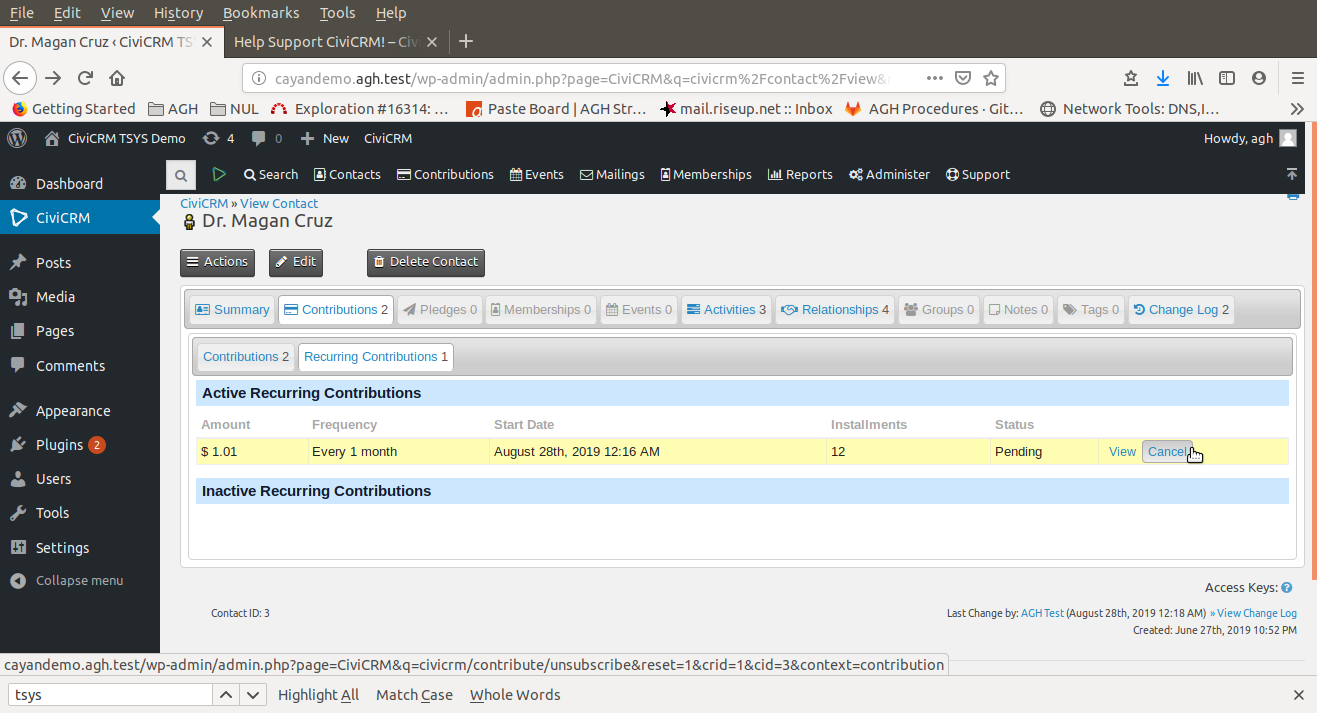 File Edit View History Bookmarks Tools Help
Dr. Magan Cruz ‹ CiviCRM TS Help Support CiviCRM! – Civ
cayandemo.agh.test/wp-admin/admin.php?page=CiviCRM&q=civicrm%2Fcontact%2Fview&
Getting Started AGH NUL Exploration #16314: … Paste Board | AGH Str… mail.riseup.net :: Inbox AGH Procedures · Git… Network Tools: DNS,I…
CiviCRM TSYS Demo 4 0 New CiviCRM Howdy, agh
Search Contacts Contributions Events Mailings Memberships Reports Administer Support
Dashboard
CiviCRM
Posts
Media
Pages
Comments
Appearance
Plugins 2
Users
Tools
Settings
Collapse menu
CiviCRM » View Contact
Dr. Magan Cruz
Actions Edit Delete Contact
Summary Contributions 2 Pledges 0 Memberships 0 Events 0 Activities 3 Relationships 4 Groups 0 Notes 0 Tags 0 Change Log 2
Contributions 2 Recurring Contributions 1
Active Recurring Contributions
Amount Frequency Start Date Installments Status
$ 1.01 Every 1 month August 28th, 2019 12:16 AM 12 Pending View Cancel
Inactive Recurring Contributions
Access Keys: ?
Contact ID: 3 Last Change by: AGH Test (August 28th, 2019 12:18 AM) » View Change Log
Created: June 27th, 2019 10:52 PM
cayandemo.agh.test/wp-admin/admin.php?page=CiviCRM&q=civicrm/contribute/unsubscribe&reset=1&crid=1&cid=3&context=contribution
tsys Highlight All Match Case Whole Words